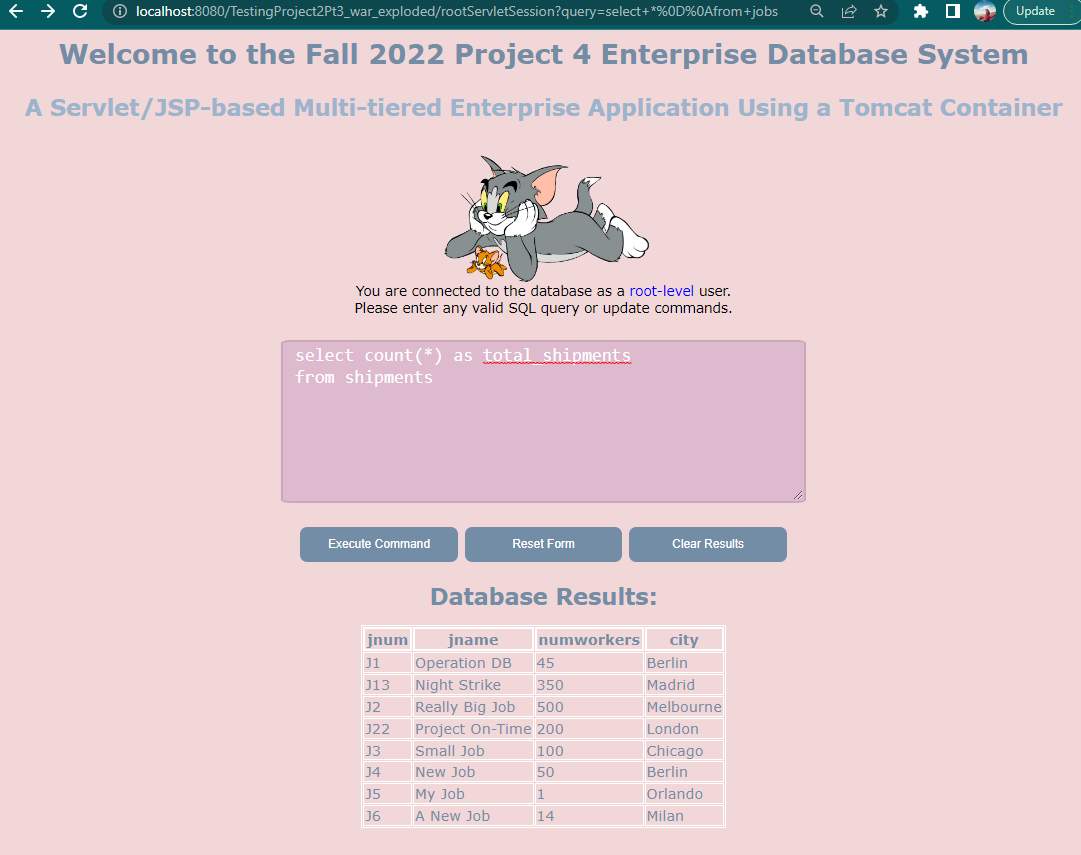 localhost:8080/TestingProject2Pt3_war_exploded/rootServletSession?query=select+*%0D%0Afrom+jobs Update
Welcome to the Fall 2022 Project 4 Enterprise Database System
A Servlet/JSP-based Multi-tiered Enterprise Application Using a Tomcat Container
You are connected to the database as a root-level user.
Please enter any valid SQL query or update commands.
select count(*) as total_shipments
from shipments
Execute Command Reset Form Clear Results
Database Results:
jnum jname numworkers city
J1 Operation DB 45 Berlin
J13 Night Strike 350 Madrid
J2 Really Big Job 500 Melbourne
J22 Project On-Time 200 London
J3 Small Job 100 Chicago
J4 New Job 50 Berlin
J5 My Job 1 Orlando
J6 A New Job 14 Milan